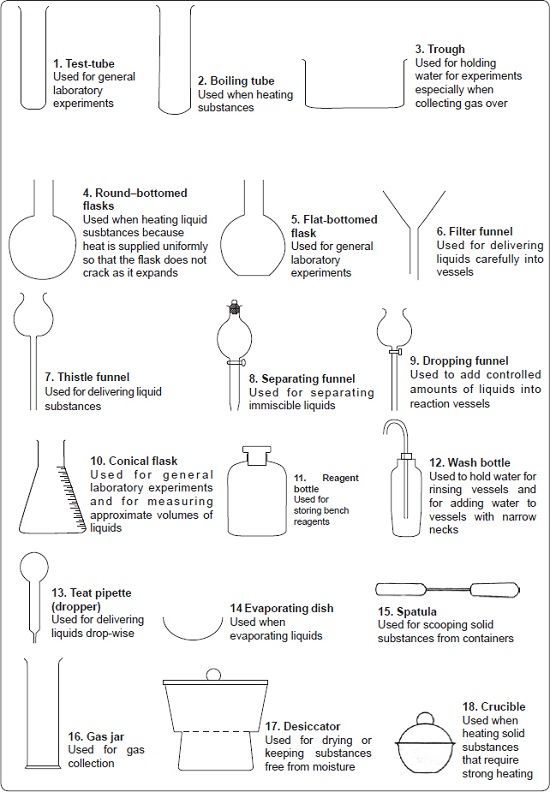 1. Test-tube
Used for general
laboratory
experiments
2. Boiling tube
Used when heating
substances
3. Trough
Used for holding
water for experiments
especially when
collecting gas over
4. Round–bottomed
flasks
Used when heating liquid
susbtances because
heat is supplied uniformly
so that the flask does not
crack as it expands
5. Flat-bottomed
flask
Used for general
laboratory
experiments
6. Filter funnel
Used for delivering
liquids carefully into
vessels
7. Thistle funnel
Used for delivering liquid
substances
8. Separating funnel
Used for separating
immiscible liquids
9. Dropping funnel
Used to add controlled
amounts of liquids into
reaction vessels
10. Conical flask
Used for general
laboratory experiments
and for measuring
approximate volumes of
liquids
11. Reagent
bottle
Used for
storing bench
reagents
12. Wash bottle
Used to hold water for
rinsing vessels and
for adding water to
vessels with narrow
necks
13. Teat pipette
(dropper)
Used for delivering
liquids drop-wise
14 Evaporating dish
Used when
evaporating liquids
15. Spatula
Used for scooping solid
substances from containers
16. Gas jar
Used for gas
collection
17. Desiccator
Used for drying or
keeping substances
free from moisture
18. Crucible
Used when
heating solid
substances
that require
strong heating